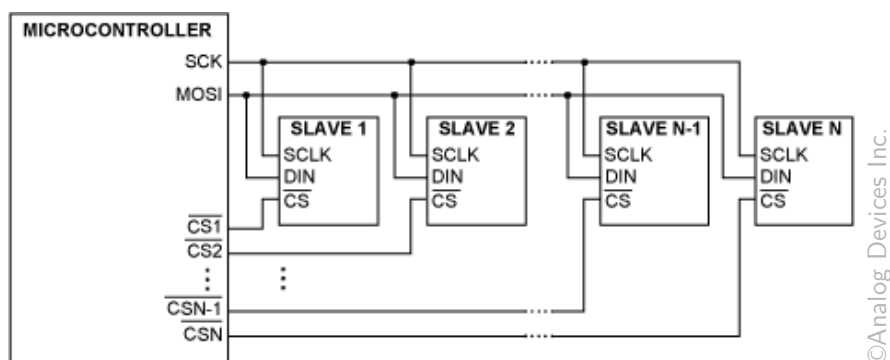 MICROCONTROLLER
SCK
MOSI
SLAVE 1
SCLK
DIN
CS
SLAVE 2
SCLK
DIN
CS
SLAVE N-1
SCLK
DIN
CS
SLAVE N
SCLK
DIN
CS
CS1
CS2
CSN-1
CSN
©Analog Devices Inc.